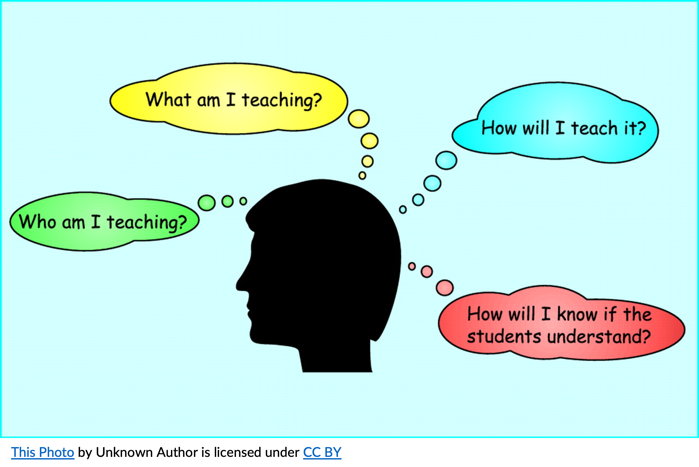 What am I teaching?
How will I teach it?
Who am I teaching?
How will I know if the
students understand?
This Photo by Unknown Author is licensed under CC BY